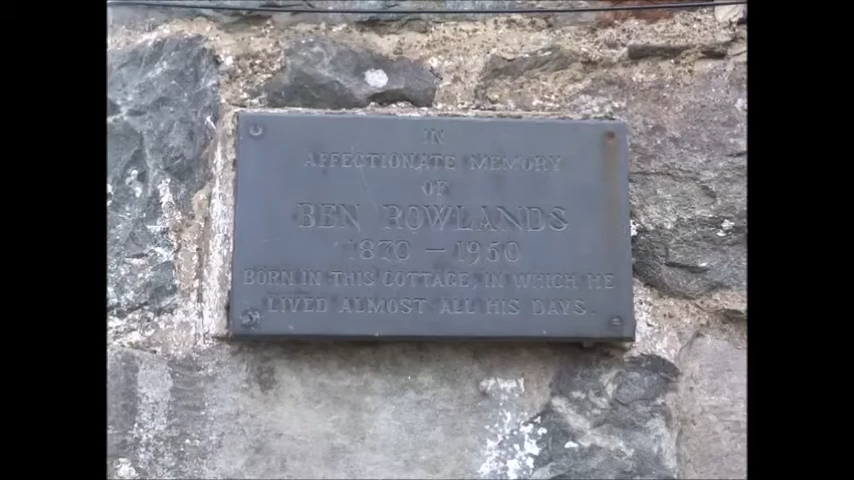 IN
AFFECTIONATE MEMORY
OF
BEN ROWLANDS
1870 - 1950
BORN IN THIS COTTAGE, IN WHICH HE
LIVED ALMOST ALL HIS DAYS.